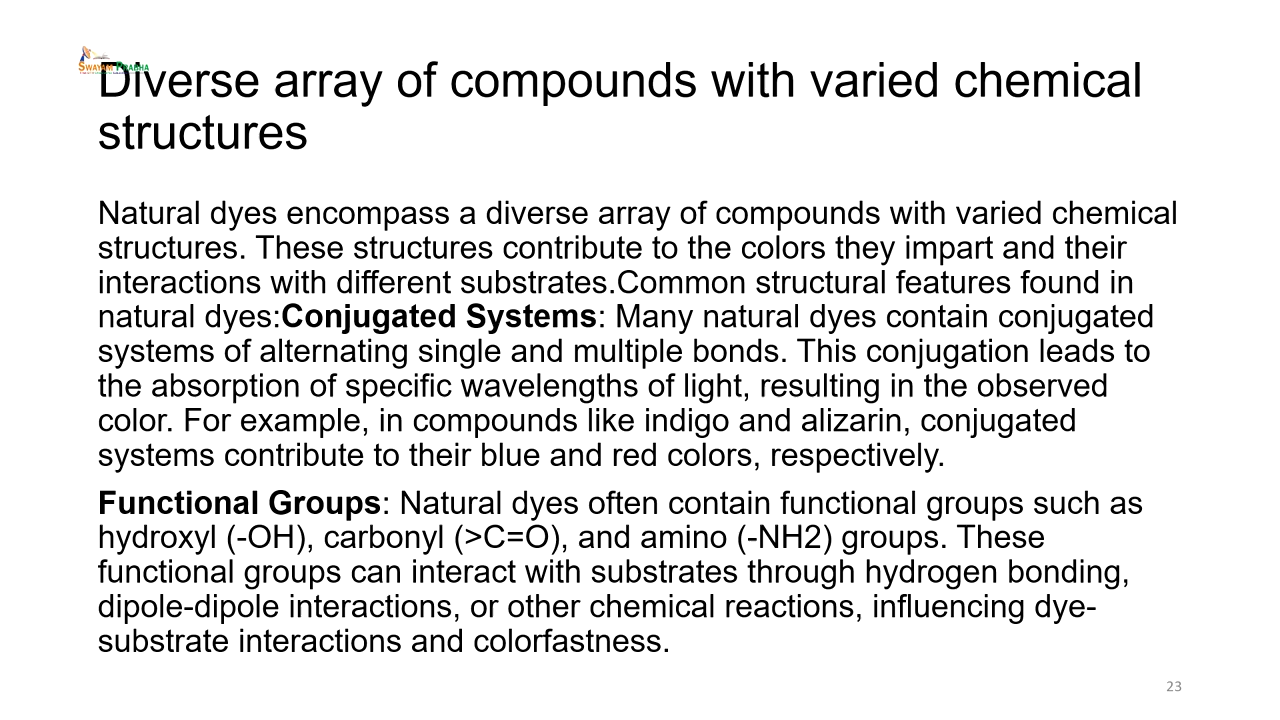 SWAYAM PRABHA
Diverse array of compounds with varied chemical
structures
Natural dyes encompass a diverse array of compounds with varied chemical
structures. These structures contribute to the colors they impart and their
interactions with different substrates.Common structural features found in
natural dyes:Conjugated Systems: Many natural dyes contain conjugated
systems of alternating single and multiple bonds. This conjugation leads to
the absorption of specific wavelengths of light, resulting in the observed
color. For example, in compounds like indigo and alizarin, conjugated
systems contribute to their blue and red colors, respectively.
Functional Groups: Natural dyes often contain functional groups such as
hydroxyl (-OH), carbonyl (>C=O), and amino (-NH2) groups. These
functional groups can interact with substrates through hydrogen bonding,
dipole-dipole interactions, or other chemical reactions, influencing dye-
substrate interactions and colorfastness.
23